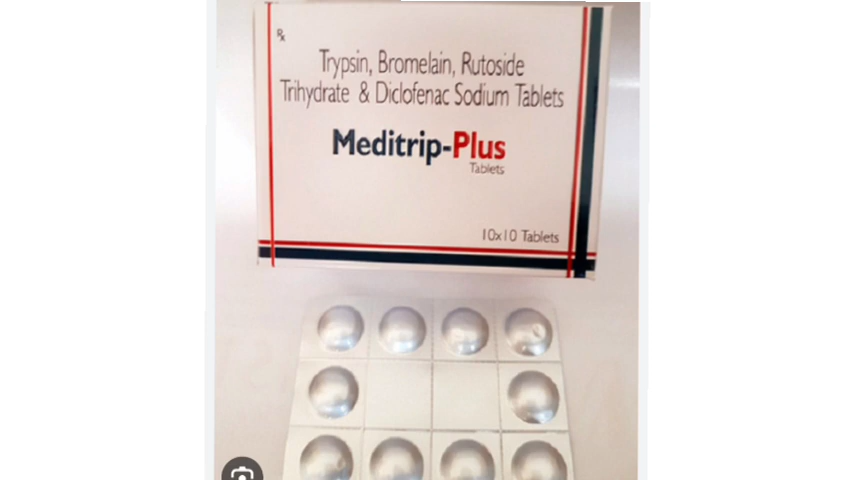 Rx
Trypsin, Bromelain, Rutoside
Trihydrate & Diclofenac Sodium Tablets
Meditrip-Plus
Tablets
10x10 Tablets